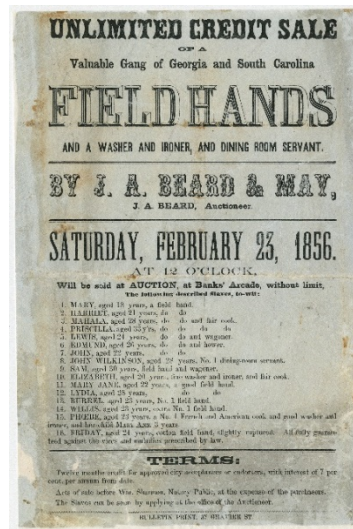 UNLIMITED CREDIT SALE
OF A
Valuable Gang of Georgia and South Carolina
FIELD HANDS
AND A WASHER AND IRONER, AND DINING ROOM SERVANT.
BY J. A. BEARD & MAY,
J. A. BEARD, Auctioneer.
SATURDAY, FEBRUARY 23, 1856.
AT 12 O'CLOCK,
Will be sold at AUCTION, at Banks' Arcade, without limit,
The following described Slaves, to-wit:
1. MARY, aged 18 years, a field hand.
2. HARRIET, aged 21 years, do do
3. MAHALA, aged 28 years, do do and fair cook.
4. PRISCILLA, aged 35 y'rs, do do do do
5. LEWIS, aged 24 years, do do and wagoner.
6. EDMUND, aged 26 years, do do and hewer.
7. JOHN, aged 22 years, do do
8. JOHN WILKINSON, aged 28 years, No. 1 dining-room servant.
9. SAM, aged 30 years, field hand and wagoner.
10. ELIZABETH, aged 20 years, fine washer and ironer, and fair cook.
11. MARY JANE, aged 22 years, a good field hand.
12. LYDIA, aged 28 years, do do
13. BURREL, aged 23 years, No. 1 field hand.
14. WILLIS, aged 25 years, extra No. 1 field hand.
15. PHEBE, aged 27 years, a No. 1 French and American cook and good washer and
ironer, and her child Mary Ann, 3 years.
16. FRIDAY, aged 24 years, cotton field hand, slightly ruptured. All fully guaran-
teed against the vices and maladies prescribed by law.
TERMS:
Twelve months' credit for approved city acceptances or endorsers, with interest of 7 per
cent. per annum from date.
Acts of sale before Wm. Shannon, Notary Public, at the expense of the purchasers.
The Slaves can be seen by applying at the office of the Auctioneer.
BULLETIN PRINT, 37 GRAVIER ST